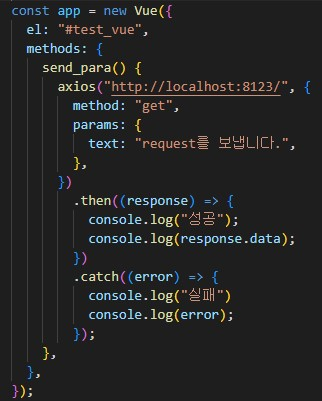 const app = new Vue({
  el: "#test_vue",
  methods: {
    send_para() {
      axios("http://localhost:8123/", {
        method: "get",
        params: {
          text: "request를 보냅니다.",
        },
      })
        .then((response) => {
          console.log("성공");
          console.log(response.data);
        })
        .catch((error) => {
          console.log("실패")
          console.log(error);
        });
    },
  },
});